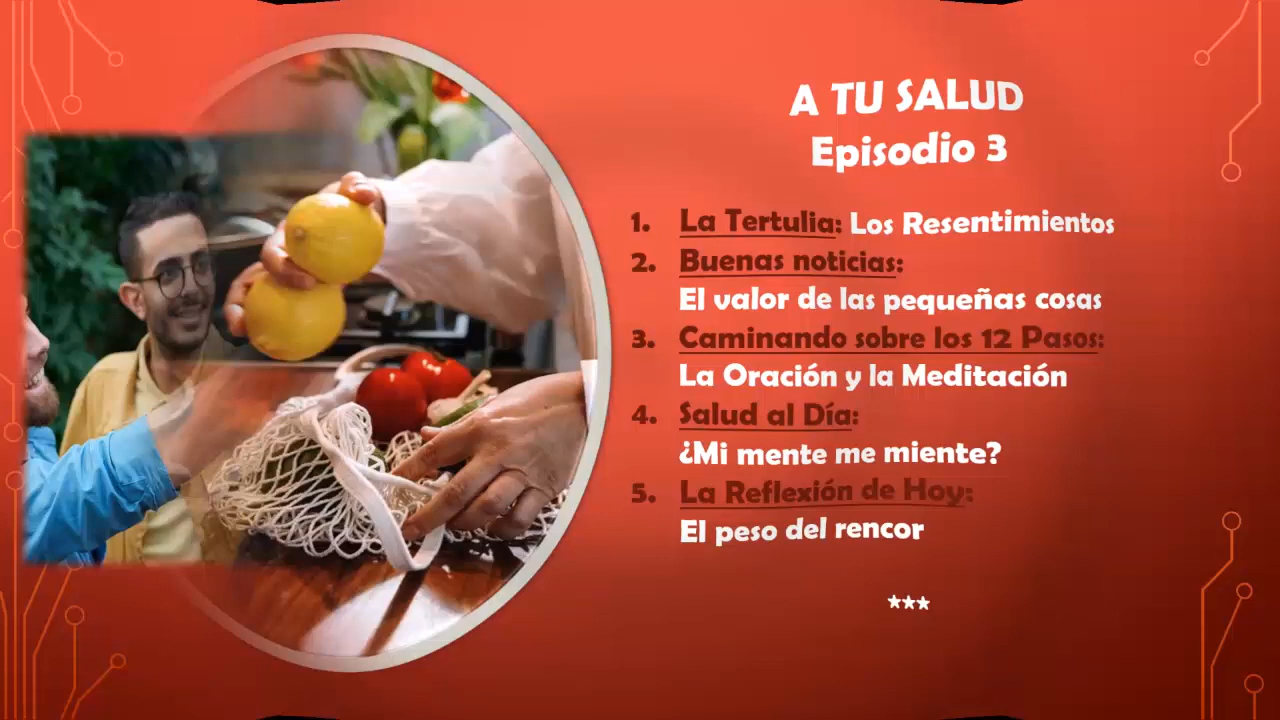 A TU SALUD
Episodio 3
1. La Tertulia: Los Resentimientos
2. Buenas noticias:
El valor de las pequeñas cosas
3. Caminando sobre los 12 Pasos:
La Oración y la Meditación
4. Salud al Día:
¿Mi mente me miente?
5. La Reflexión de Hoy:
El peso del rencor
***